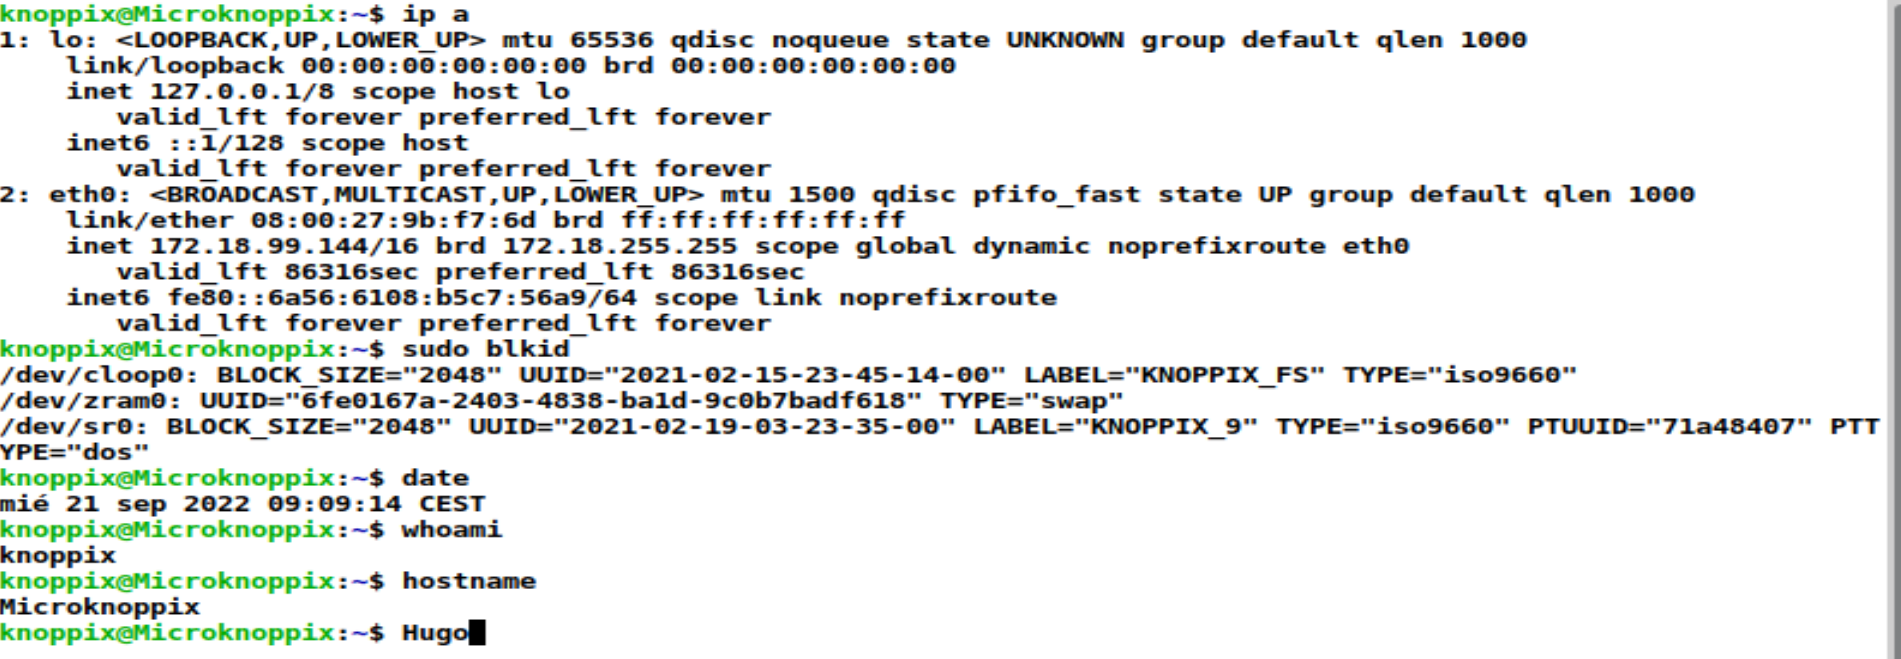 knoppix@Microknoppix:~$ ip a
1: lo: <LOOPBACK,UP,LOWER_UP> mtu 65536 qdisc noqueue state UNKNOWN group default qlen 1000
    link/loopback 00:00:00:00:00:00 brd 00:00:00:00:00:00
    inet 127.0.0.1/8 scope host lo
       valid_lft forever preferred_lft forever
    inet6 ::1/128 scope host
       valid_lft forever preferred_lft forever
2: eth0: <BROADCAST,MULTICAST,UP,LOWER_UP> mtu 1500 qdisc pfifo_fast state UP group default qlen 1000
    link/ether 08:00:27:9b:f7:6d brd ff:ff:ff:ff:ff:ff
    inet 172.18.99.144/16 brd 172.18.255.255 scope global dynamic noprefixroute eth0
       valid_lft 86316sec preferred_lft 86316sec
    inet6 fe80::6a56:6108:b5c7:56a9/64 scope link noprefixroute
       valid_lft forever preferred_lft forever
knoppix@Microknoppix:~$ sudo blkid
/dev/cloop0: BLOCK_SIZE="2048" UUID="2021-02-15-23-45-14-00" LABEL="KNOPPIX_FS" TYPE="iso9660"
/dev/zram0: UUID="6fe0167a-2403-4838-ba1d-9c0b7badf618" TYPE="swap"
/dev/sr0: BLOCK_SIZE="2048" UUID="2021-02-19-03-23-35-00" LABEL="KNOPPIX_9" TYPE="iso9660" PTUUID="71a48407" PTT
YPE="dos"
knoppix@Microknoppix:~$ date
mié 21 sep 2022 09:09:14 CEST
knoppix@Microknoppix:~$ whoami
knoppix
knoppix@Microknoppix:~$ hostname
Microknoppix
knoppix@Microknoppix:~$ Hugo